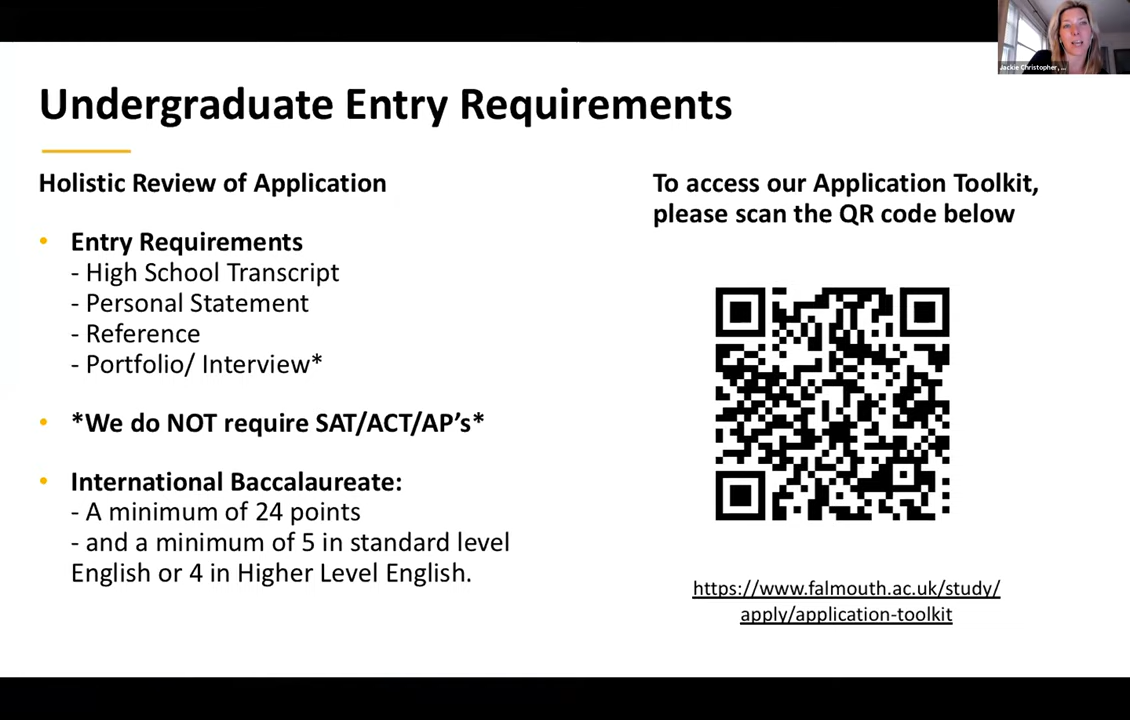 Jackie Christopher, ...
Undergraduate Entry Requirements
Holistic Review of Application
• Entry Requirements
- High School Transcript
- Personal Statement
- Reference
- Portfolio/ Interview*
• *We do NOT require SAT/ACT/AP’s*
• International Baccalaureate:
- A minimum of 24 points
- and a minimum of 5 in standard level
English or 4 in Higher Level English.
To access our Application Toolkit,
please scan the QR code below
https://www.falmouth.ac.uk/study/
apply/application-toolkit